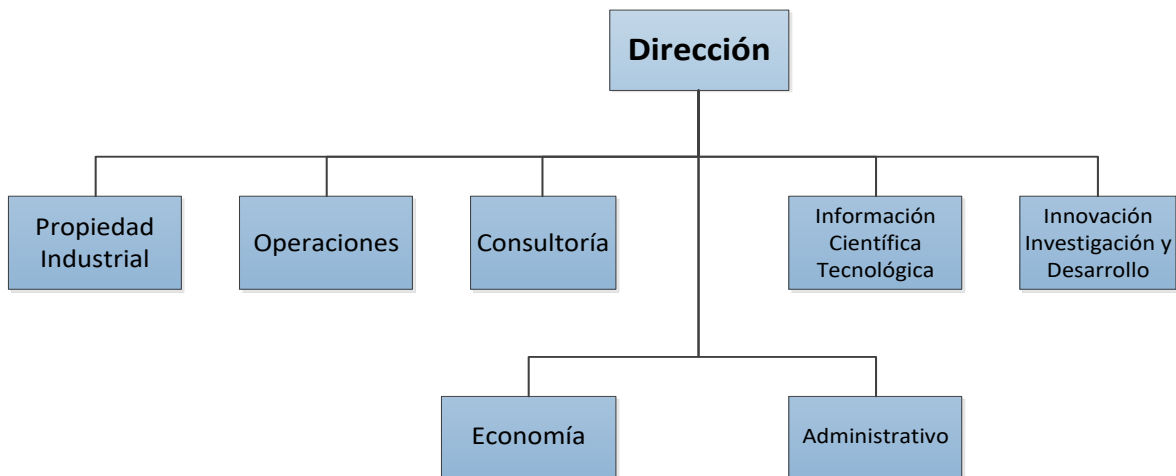 Dirección
Propiedad
Industrial
Operaciones
Consultoría
Información
Científica
Tecnológica
Innovación
Investigación y
Desarrollo
Economía
Administrativo